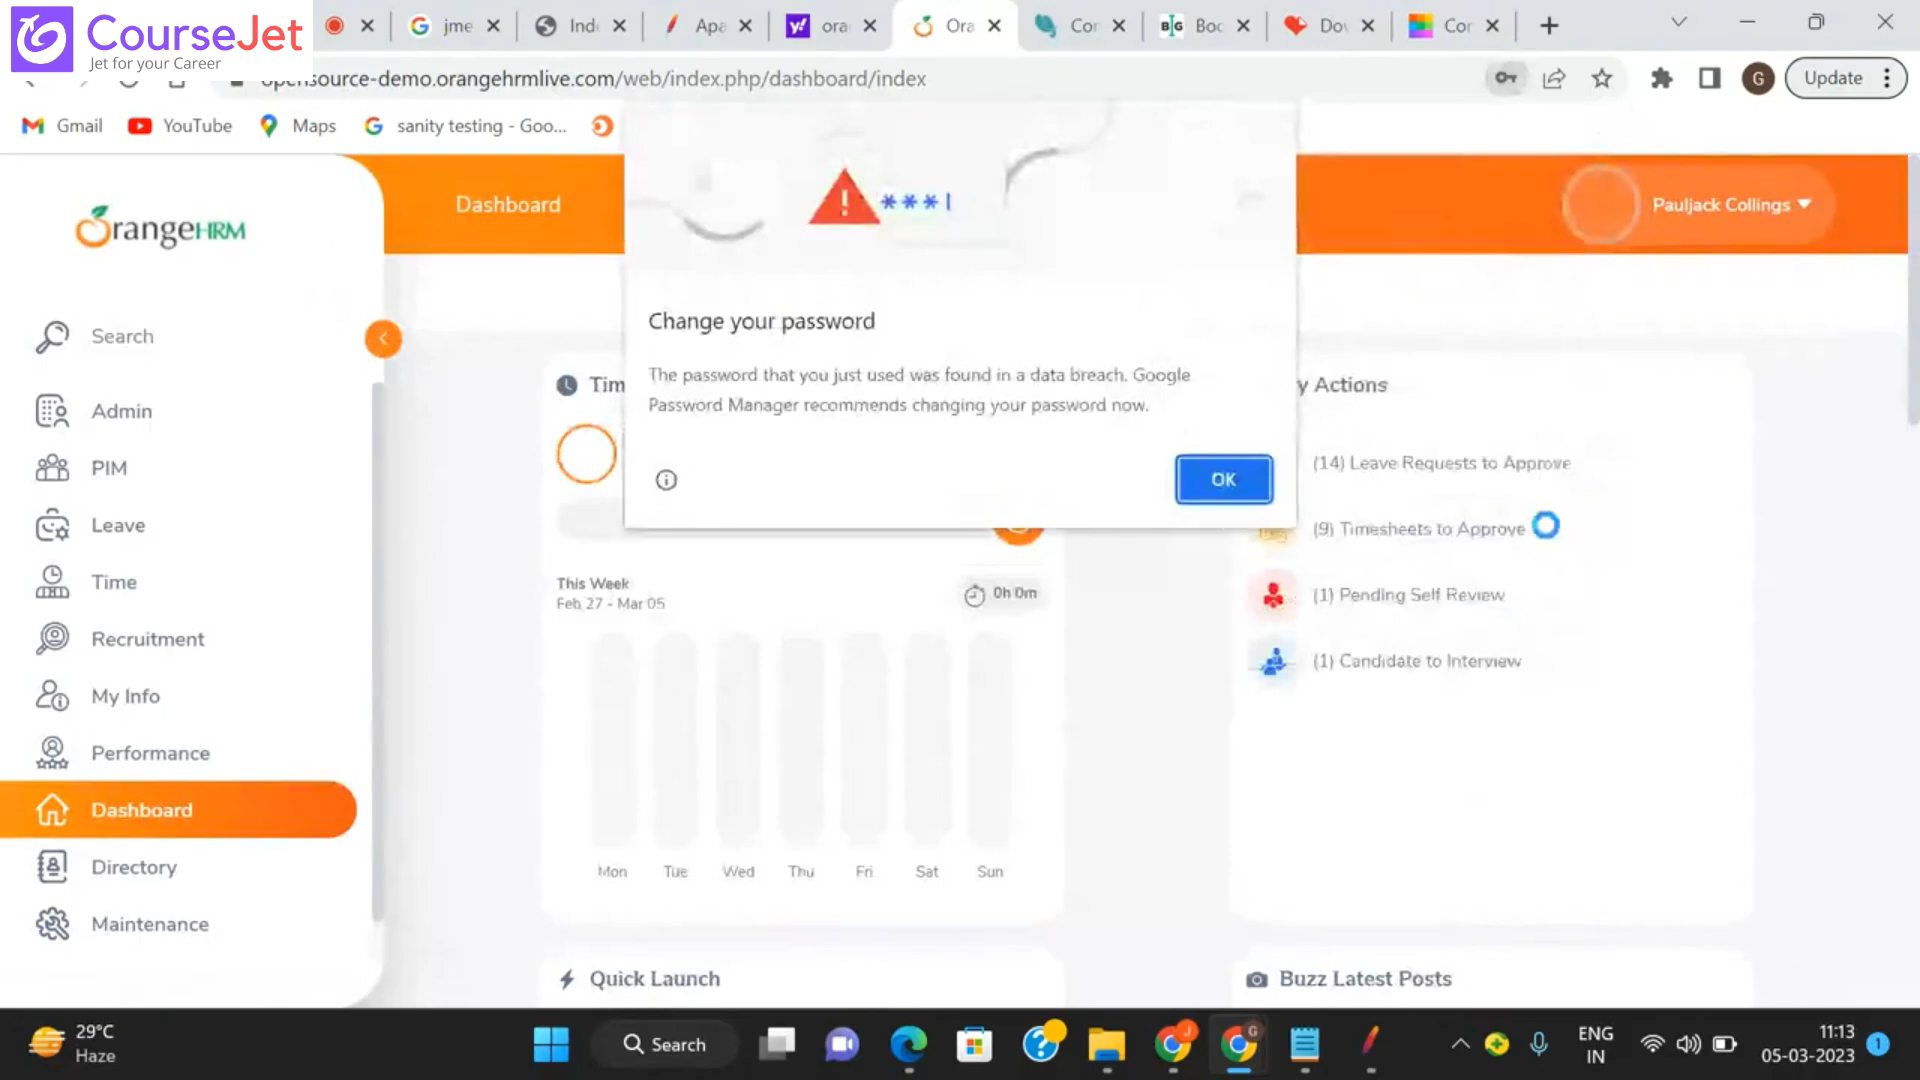 CourseJet
Jet for your Career
jme
Ind
Apa
ora
Ora
Cor
BIG
Boc
Dov
Cor
opensource-demo.orangehrmlive.com/web/index.php/dashboard/index
G
Update
Gmail
YouTube
Maps
sanity testing - Goo...
OrangeHRM
Dashboard
***|
Pauljack Collings
Search
Admin
PIM
Leave
Time
Recruitment
My Info
Performance
Dashboard
Directory
Maintenance
Change your password
The password that you just used was found in a data breach. Google
Password Manager recommends changing your password now.
OK
Tim
This Week
Feb 27 - Mar 05
0h 0m
Mon Tue Wed Thu Fri Sat Sun
y Actions
(14) Leave Requests to Approve
(9) Timesheets to Approve
(1) Pending Self Review
(1) Candidate to Interview
Quick Launch
Buzz Latest Posts
29°C
Haze
Search
J
G
ENG
IN
11:13
05-03-2023
1